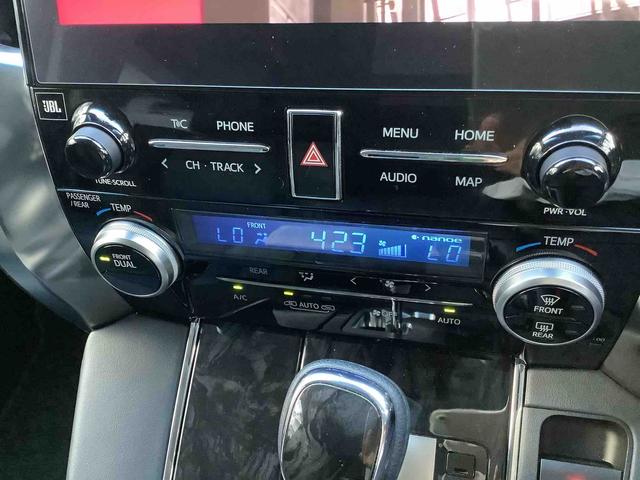 JBL
T|C PHONE
MENU HOME
< CH · TRACK >
AUDIO MAP
TUNE·SCROLL
PWR·VOL
PASSENGER
/REAR
TEMP
FRONT
LO 423 nanoe LO
TEMP
FRONT
DUAL
REAR
< >
A/C
AUTO
OFF
AUTO
FRONT
REAR